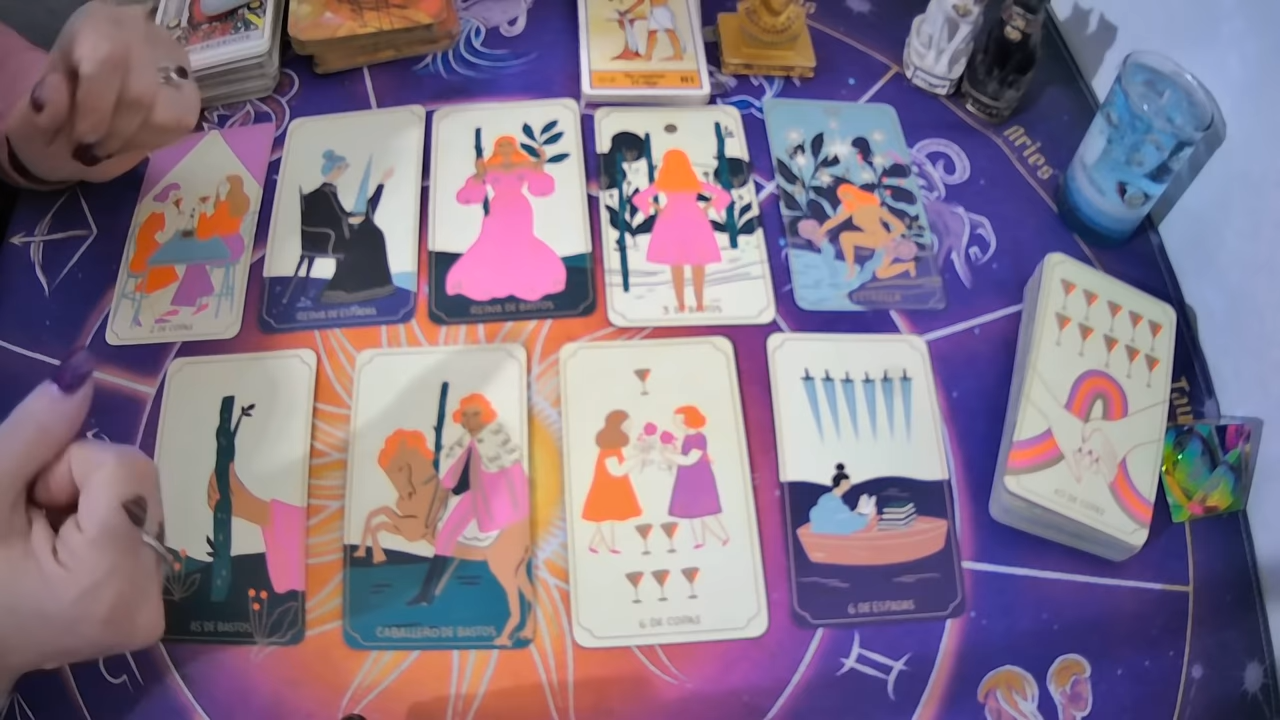 Aries
2 DE COPAS
REINA DE ESPADAS
REINA DE BASTOS
3 DE BASTOS
ESTRELLA
AS DE BASTOS
CABALLERO DE BASTOS
6 DE COPAS
6 DE ESPADAS